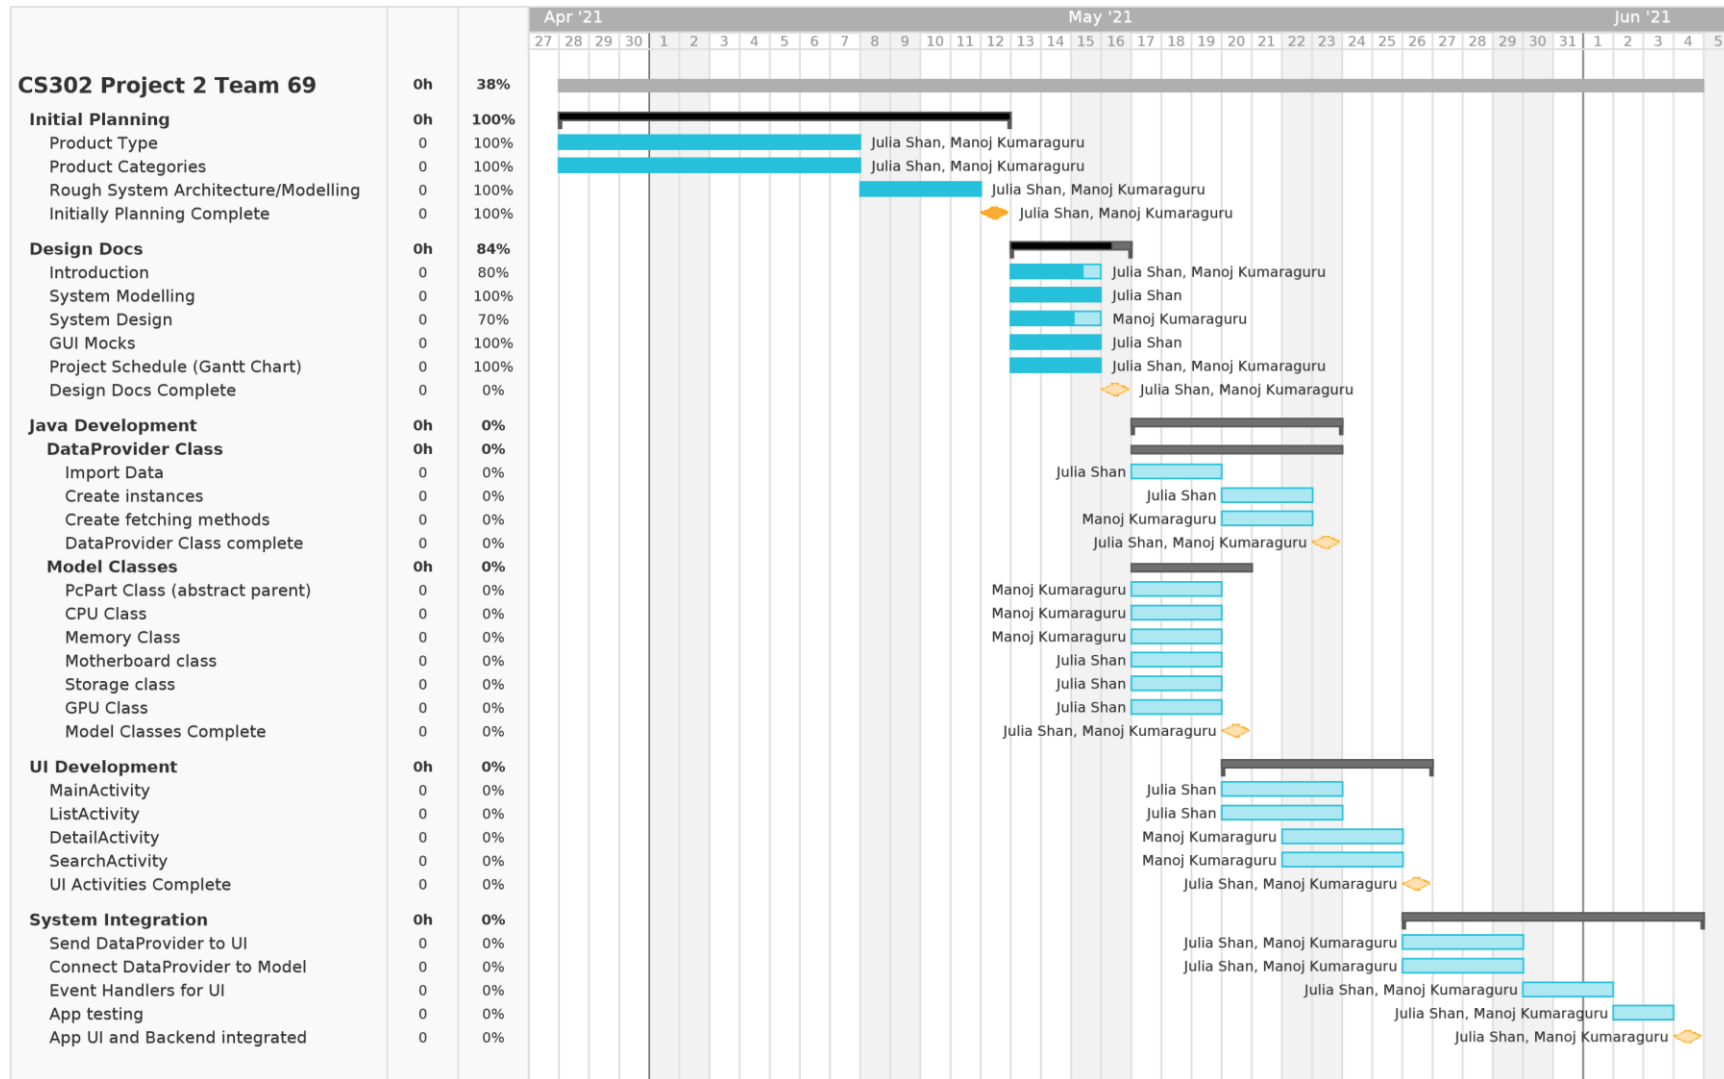 Apr '21 May '21 Jun '21
27 28 29 30 1 2 3 4 5 6 7 8 9 10 11 12 13 14 15 16 17 18 19 20 21 22 23 24 25 26 27 28 29 30 31 1 2 3 4 5
CS302 Project 2 Team 69 0h 38%
Initial Planning 0h 100%
Product Type 0 100% Julia Shan, Manoj Kumaraguru
Product Categories 0 100% Julia Shan, Manoj Kumaraguru
Rough System Architecture/Modelling 0 100% Julia Shan, Manoj Kumaraguru
Initially Planning Complete 0 100% Julia Shan, Manoj Kumaraguru
Design Docs 0h 84%
Introduction 0 80% Julia Shan, Manoj Kumaraguru
System Modelling 0 100% Julia Shan
System Design 0 70% Manoj Kumaraguru
GUI Mocks 0 100% Julia Shan
Project Schedule (Gantt Chart) 0 100% Julia Shan, Manoj Kumaraguru
Design Docs Complete 0 0% Julia Shan, Manoj Kumaraguru
Java Development 0h 0%
DataProvider Class 0h 0%
Import Data 0 0% Julia Shan
Create instances 0 0% Julia Shan
Create fetching methods 0 0% Manoj Kumaraguru
DataProvider Class complete 0 0% Julia Shan, Manoj Kumaraguru
Model Classes 0h 0%
PcPart Class (abstract parent) 0 0% Manoj Kumaraguru
CPU Class 0 0% Manoj Kumaraguru
Memory Class 0 0% Manoj Kumaraguru
Motherboard class 0 0% Julia Shan
Storage class 0 0% Julia Shan
GPU Class 0 0% Julia Shan
Model Classes Complete 0 0% Julia Shan, Manoj Kumaraguru
UI Development 0h 0%
MainActivity 0 0% Julia Shan
ListActivity 0 0% Julia Shan
DetailActivity 0 0% Manoj Kumaraguru
SearchActivity 0 0% Manoj Kumaraguru
UI Activities Complete 0 0% Julia Shan, Manoj Kumaraguru
System Integration 0h 0%
Send DataProvider to UI 0 0% Julia Shan, Manoj Kumaraguru
Connect DataProvider to Model 0 0% Julia Shan, Manoj Kumaraguru
Event Handlers for UI 0 0% Julia Shan, Manoj Kumaraguru
App testing 0 0% Julia Shan, Manoj Kumaraguru
App UI and Backend integrated 0 0% Julia Shan, Manoj Kumaraguru